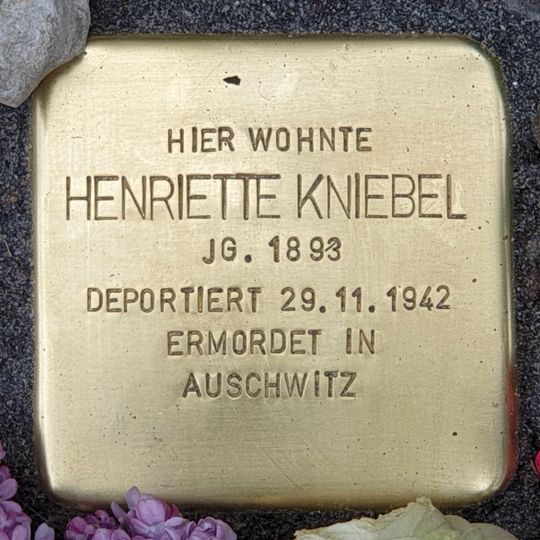 HIER WOHNTE
HENRIETTE KNIEBEL
JG. 1893
DEPORTIERT 29.11.1942
ERMORDET IN
AUSCHWITZ